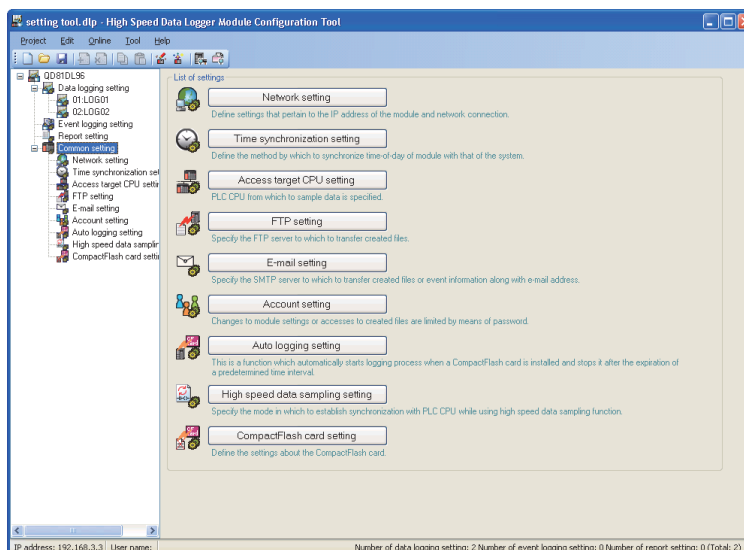 setting tool.dlp - High Speed Data Logger Module Configuration Tool
Project Edit Online Tool Help
QD81DL96
Data logging setting
01:LOG01
02:LOG02
Event logging setting
Report setting
Common setting
Network setting
Time synchronization set
Access target CPU settin
FTP setting
E-mail setting
Account setting
Auto logging setting
High speed data samplin
CompactFlash card settin
List of settings
Network setting
Define settings that pertain to the IP address of the module and network connection.
Time synchronization setting
Define the method by which to synchronize time-of-day of module with that of the system.
Access target CPU setting
PLC CPU from which to sample data is specified.
FTP setting
Specify the FTP server to which to transfer created files.
E-mail setting
Specify the SMTP server to which to transfer created files or event information along with e-mail address.
Account setting
Changes to module settings or accesses to created files are limited by means of password.
Auto logging setting
This is a function which automatically starts logging process when a CompactFlash card is installed and stops it after the expiration of
a predetermined time interval.
High speed data sampling setting
Specify the mode in which to establish synchronization with PLC CPU while using high speed data sampling function.
CompactFlash card setting
Define the settings about the CompactFlash card.
IP address: 192.168.3.3 User name: Number of data logging setting: 2 Number of event logging setting: 0 Number of report setting: 0 (Total: 2)